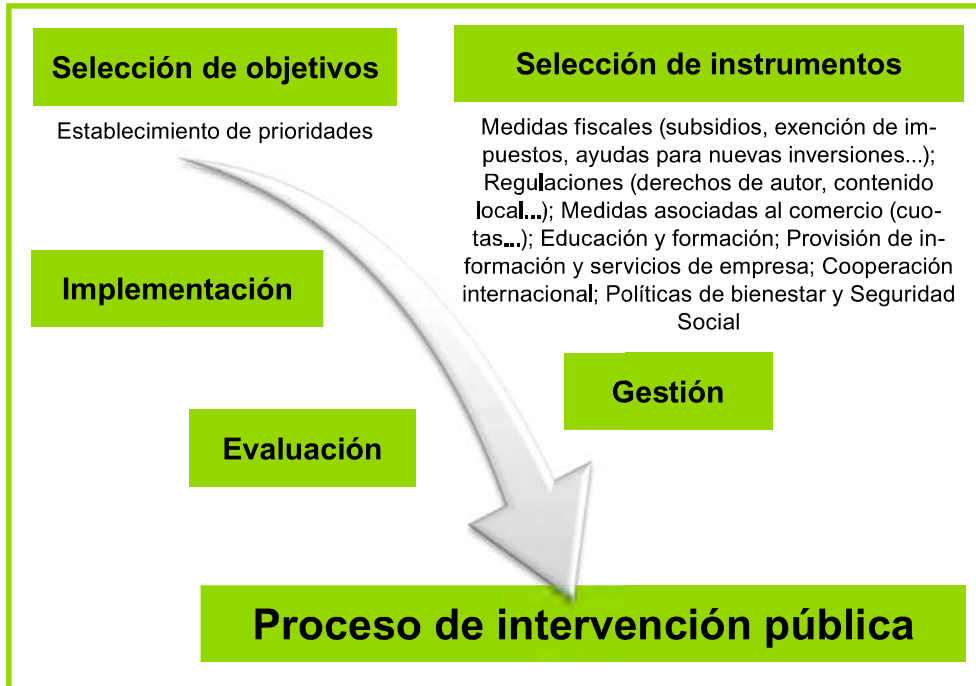 Selección de objetivos
Establecimiento de prioridades
Selección de instrumentos
Medidas fiscales (subsidios, exención de im-
puestos, ayudas para nuevas inversiones...);
Regulaciones (derechos de autor, contenido
local...); Medidas asociadas al comercio (cuo-
tas...); Educación y formación; Provisión de in-
formación y servicios de empresa; Cooperación
internacional; Políticas de bienestar y Seguridad
Social
Implementación
Gestión
Evaluación
Proceso de intervención pública